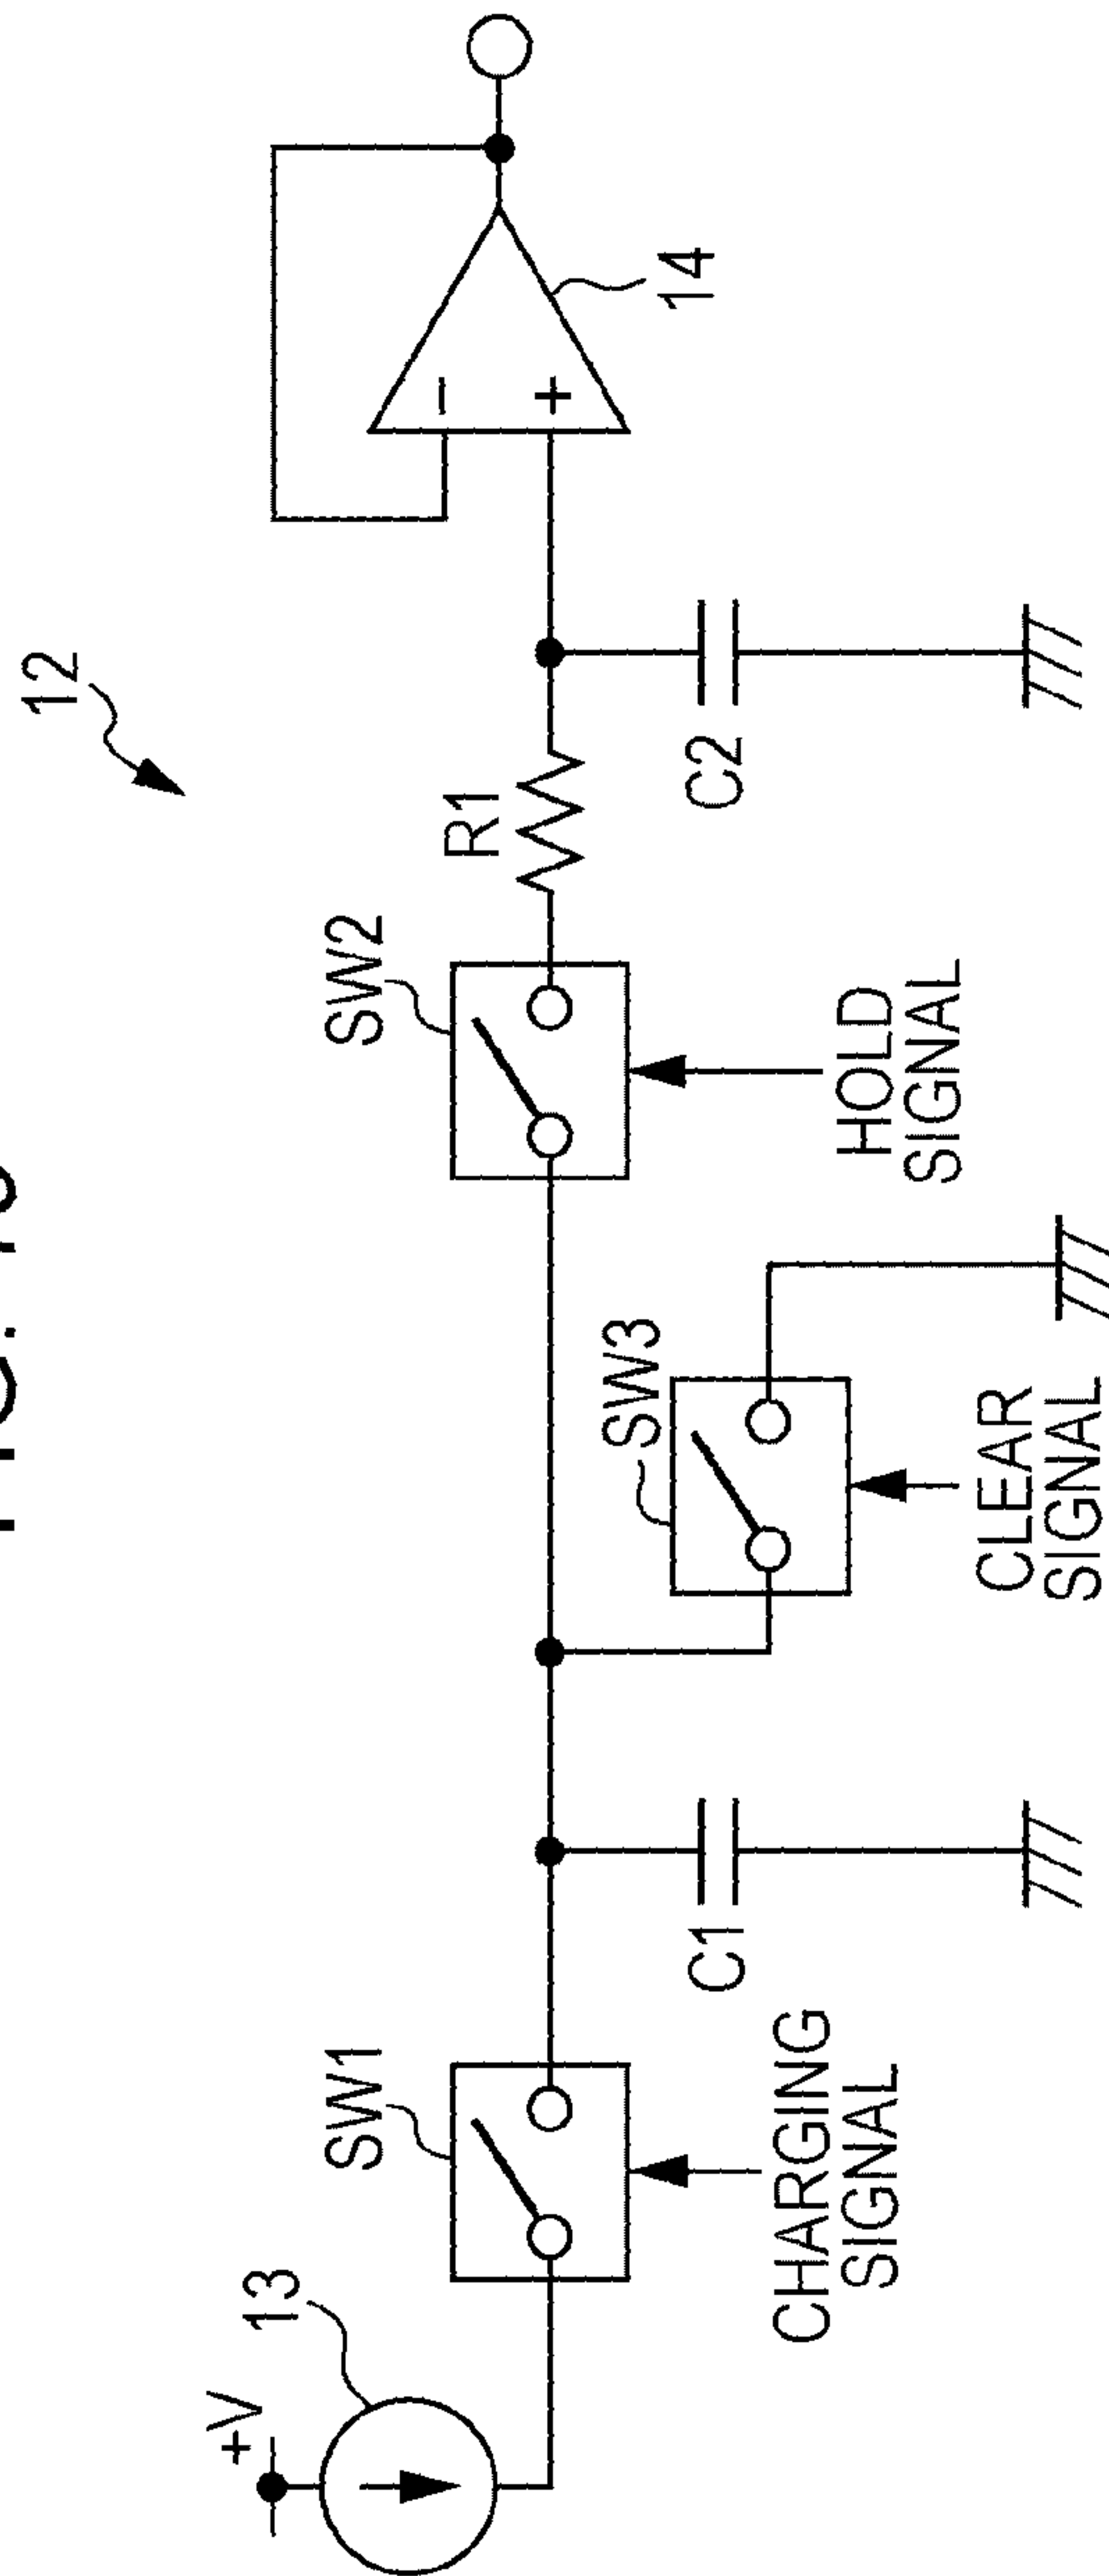 12
+V
13
SW1
CHARGING
SIGNAL
C1
SW3
CLEAR
SIGNAL
SW2
HOLD
SIGNAL
R1
C2
-
+
14